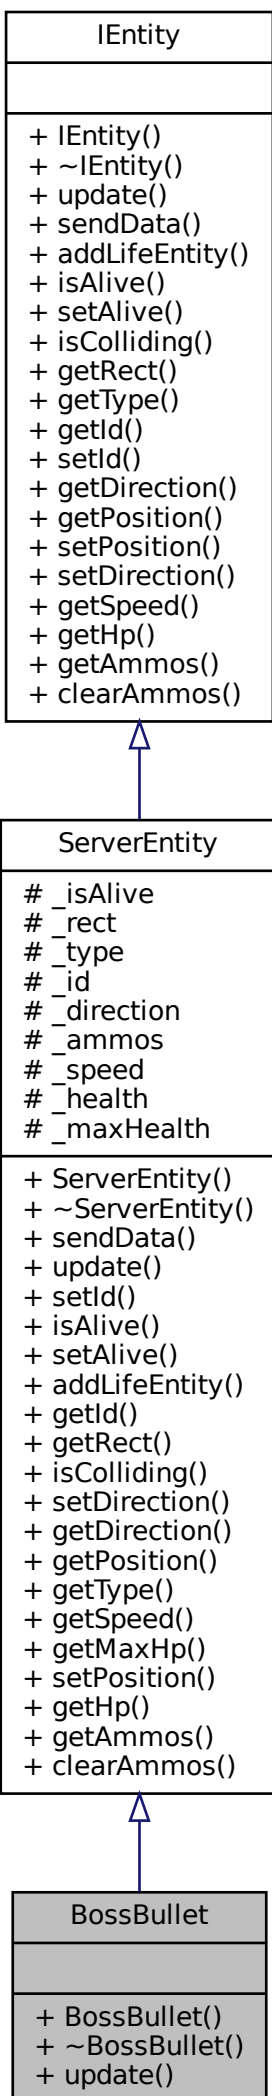 IEntity
+ IEntity()
+ ~IEntity()
+ update()
+ sendData()
+ addLifeEntity()
+ isAlive()
+ setAlive()
+ isColliding()
+ getRect()
+ getType()
+ getId()
+ setId()
+ getDirection()
+ getPosition()
+ setPosition()
+ setDirection()
+ getSpeed()
+ getHp()
+ getAmmos()
+ clearAmmos()
ServerEntity
# _isAlive
# _rect
# _type
# _id
# _direction
# _ammos
# _speed
# _health
# _maxHealth
+ ServerEntity()
+ ~ServerEntity()
+ sendData()
+ update()
+ setId()
+ isAlive()
+ setAlive()
+ addLifeEntity()
+ getId()
+ getRect()
+ isColliding()
+ setDirection()
+ getDirection()
+ getPosition()
+ getType()
+ getSpeed()
+ getMaxHp()
+ setPosition()
+ getHp()
+ getAmmos()
+ clearAmmos()
BossBullet
+ BossBullet()
+ ~BossBullet()
+ update()